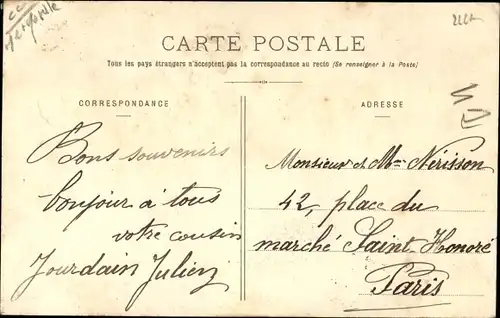 CARTE POSTALE
Tous les pays étrangers n'acceptent pas la correspondance au recto (Se renseigner à la Poste)
CORRESPONDANCE
ADRESSE
Bons souvenirs
bonjour à tous
votre cousin
Jourdain Julien
Monsieur et Mme Nérisson
42, place du
marché Saint Honoré
Paris